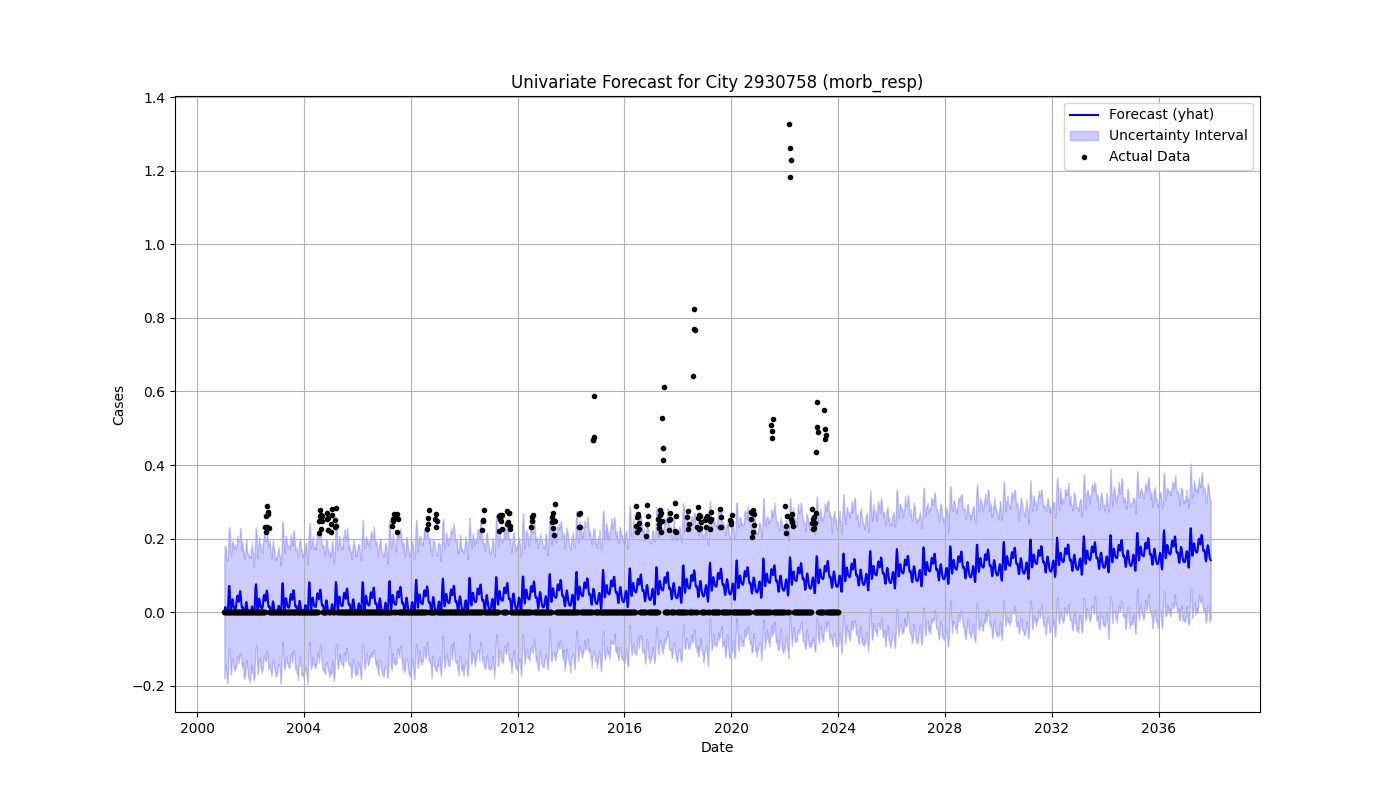 Univariate Forecast for City 2930758 (morb_resp)
Forecast (yhat)
Uncertainty Interval
Actual Data
Cases
1.4
1.2
1.0
0.8
0.6
0.4
0.2
0.0
−0.2
2000 2004 2008 2012 2016 2020 2024 2028 2032 2036
Date